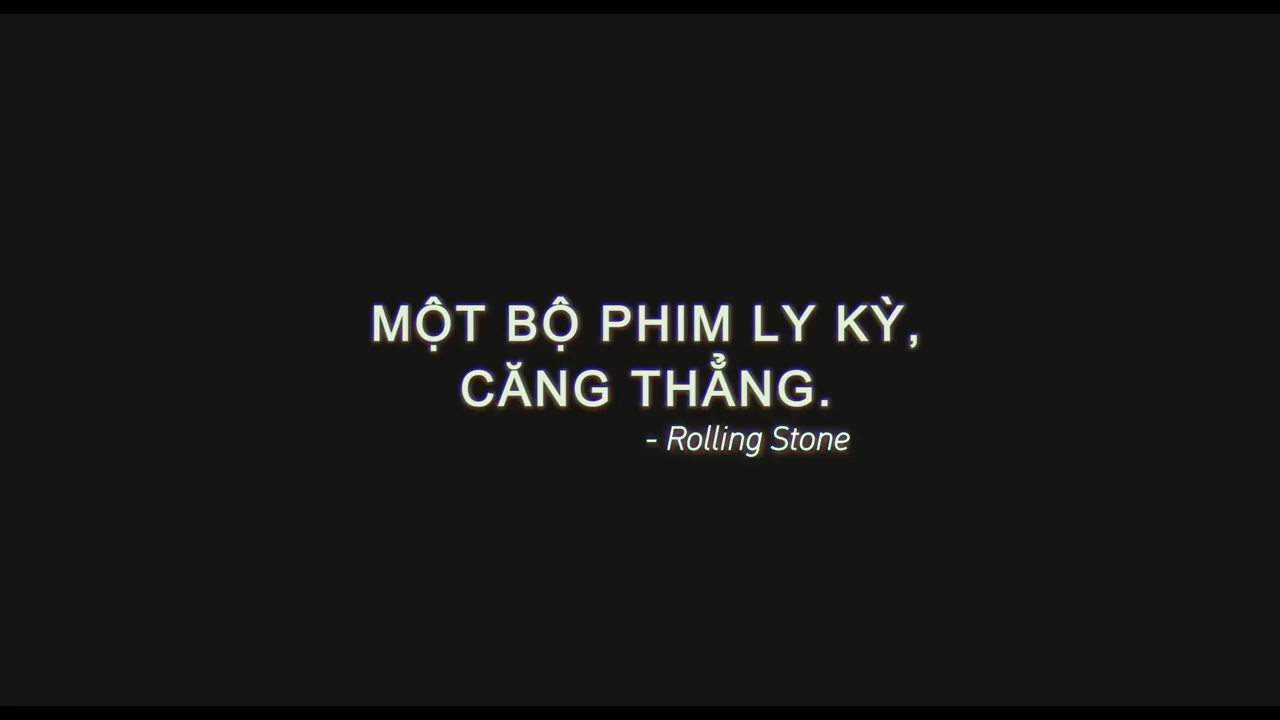 MỘT BỘ PHIM LY KỲ,
CĂNG THẲNG.
- Rolling Stone